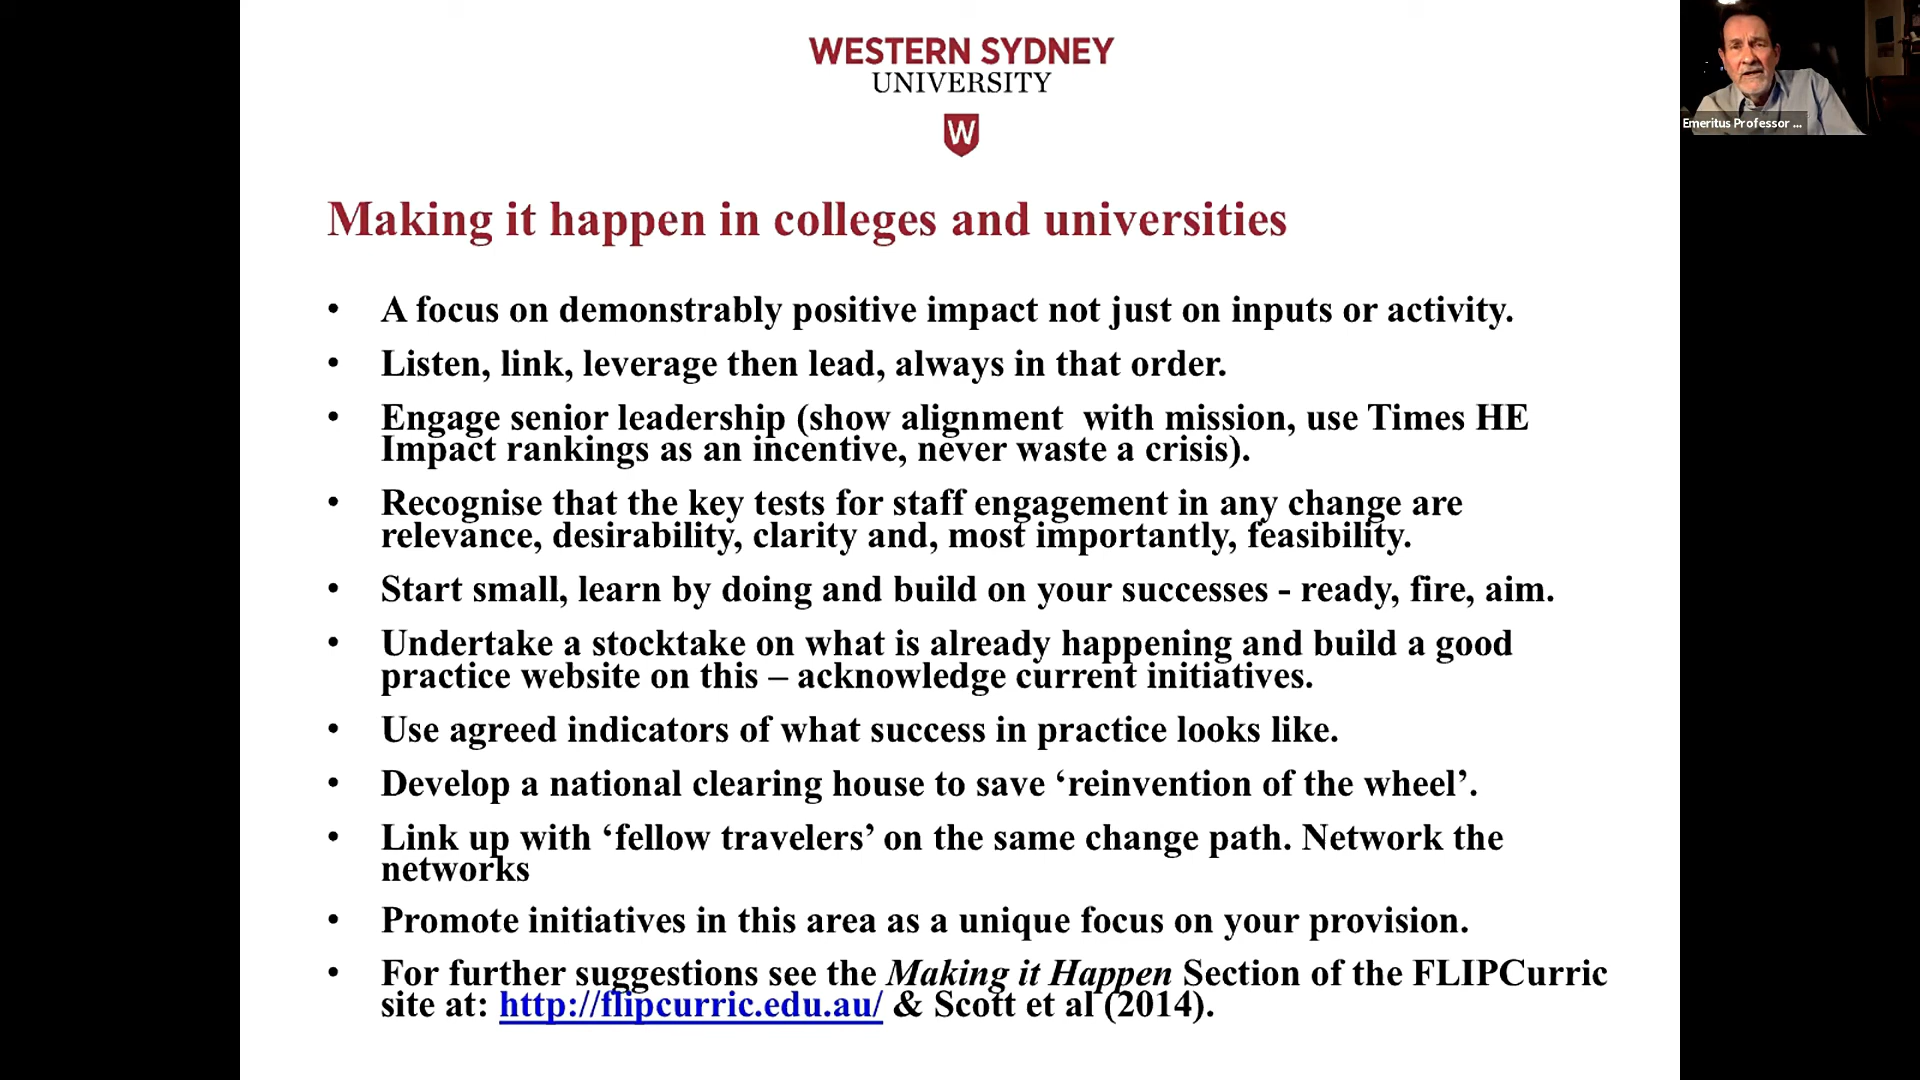 WESTERN SYDNEY
UNIVERSITY
W
Emeritus Professor ...
Making it happen in colleges and universities
• A focus on demonstrably positive impact not just on inputs or activity.
• Listen, link, leverage then lead, always in that order.
• Engage senior leadership (show alignment  with mission, use Times HE
Impact rankings as an incentive, never waste a crisis).
• Recognise that the key tests for staff engagement in any change are
relevance, desirability, clarity and, most importantly, feasibility.
• Start small, learn by doing and build on your successes - ready, fire, aim.
• Undertake a stocktake on what is already happening and build a good
practice website on this – acknowledge current initiatives.
• Use agreed indicators of what success in practice looks like.
• Develop a national clearing house to save ‘reinvention of the wheel’.
• Link up with ‘fellow travelers’ on the same change path. Network the
networks
• Promote initiatives in this area as a unique focus on your provision.
• For further suggestions see the Making it Happen Section of the FLIPCurric
site at: http://flipcurric.edu.au/ & Scott et al (2014).